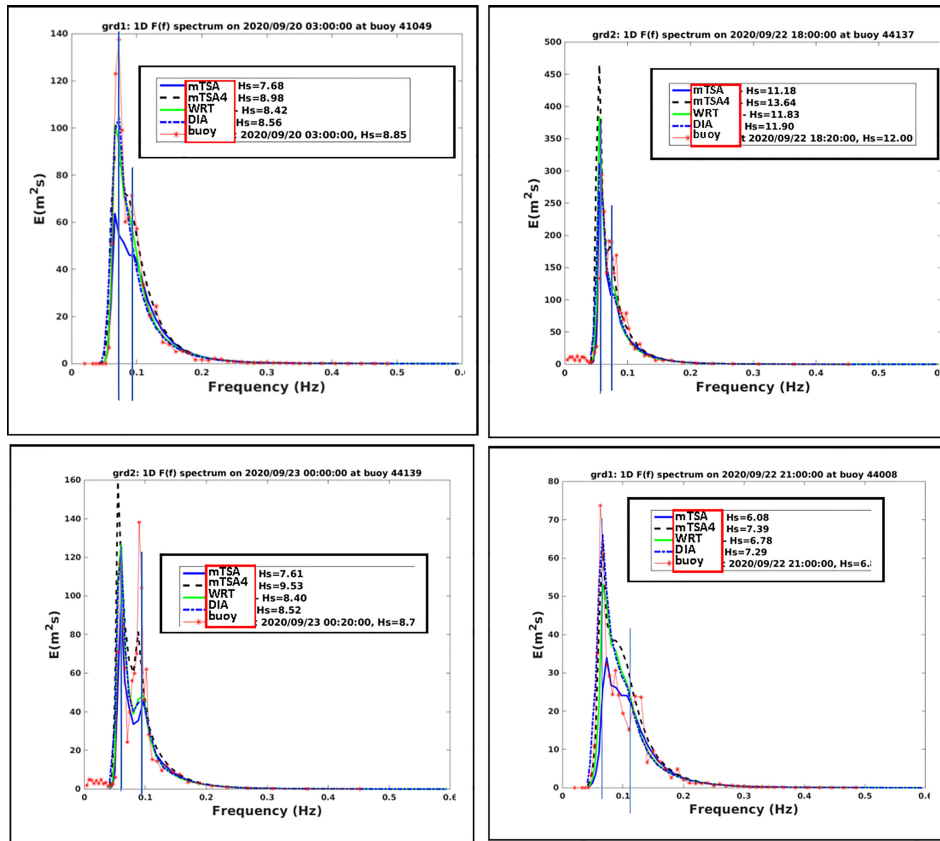 grd1: 1D F(f) spectrum on 2020/09/20 03:00:00 at buoy 41049
140
120
100
80
60
40
20
0
E(m²s)
mTSA Hs=7.68
mTSA4 Hs=8.98
WRT - Hs=8.42
DIA Hs=8.56
buoy : 2020/09/20 03:00:00, Hs=8.85
0 0.1 0.2 0.3 0.4 0.5 0.
Frequency (Hz)
grd2: 1D F(f) spectrum on 2020/09/22 18:00:00 at buoy 44137
500
450
400
350
300
250
200
150
100
50
0
E(m²s)
mTSA - Hs=11.18
mTSA4 Hs=13.64
WRT - Hs=11.83
DIA Hs=11.90
buoy t 2020/09/22 18:20:00, Hs=12.00
0 0.1 0.2 0.3 0.4 0.5 0
Frequency (Hz)
grd2: 1D F(f) spectrum on 2020/09/23 00:00:00 at buoy 44139
160
140
120
100
80
60
40
20
0
E(m²s)
mTSA Hs=7.61
mTSA4 Hs=9.53
WRT - Hs=8.40
DIA Hs=8.52
buoy : 2020/09/23 00:20:00, Hs=8.7
0 0.1 0.2 0.3 0.4 0.5 0.6
Frequency (Hz)
grd1: 1D F(f) spectrum on 2020/09/22 21:00:00 at buoy 44008
80
70
60
50
40
30
20
10
0
E(m²s)
mTSA Hs=6.08
mTSA4 Hs=7.39
WRT - Hs=6.78
DIA Hs=7.29
buoy 2020/09/22 21:00:00, Hs=6.
0 0.1 0.2 0.3 0.4 0.5 0.6
Frequency (Hz)